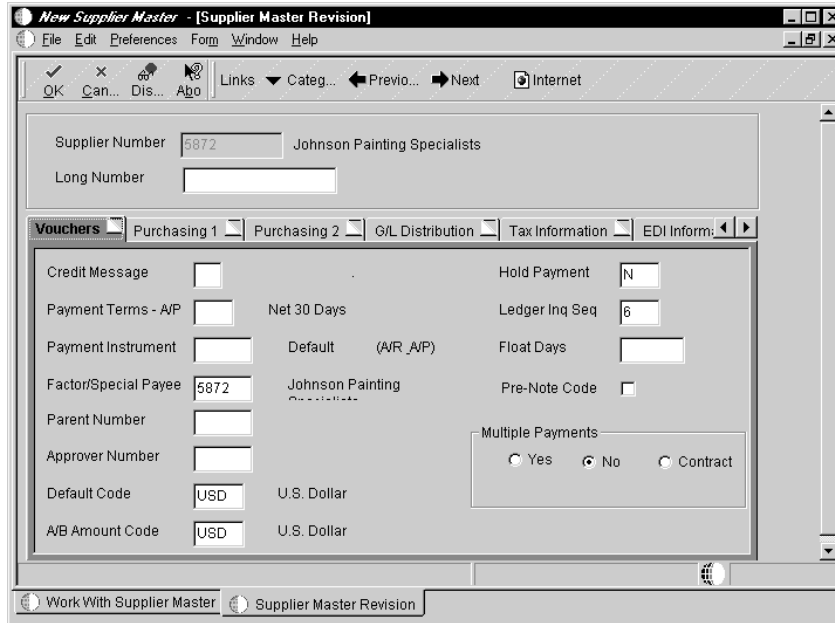 New Supplier Master - [Supplier Master Revision]
File Edit Preferences Form Window Help
OK Can... Dis... Abo Links Categ... Previo... Next Internet
Supplier Number 5872 Johnson Painting Specialists
Long Number
Vouchers Purchasing 1 Purchasing 2 G/L Distribution Tax Information EDI Inform
Credit Message . Hold Payment N
Payment Terms - A/P Net 30 Days Ledger Inq Seq 6
Payment Instrument Default (A/R ,A/P) Float Days
Factor/Special Payee 5872 Johnson Painting Specialists Pre-Note Code
Parent Number
Multiple Payments
Approver Number Yes No Contract
Default Code USD U.S. Dollar
A/B Amount Code USD U.S. Dollar
Work With Supplier Master Supplier Master Revision